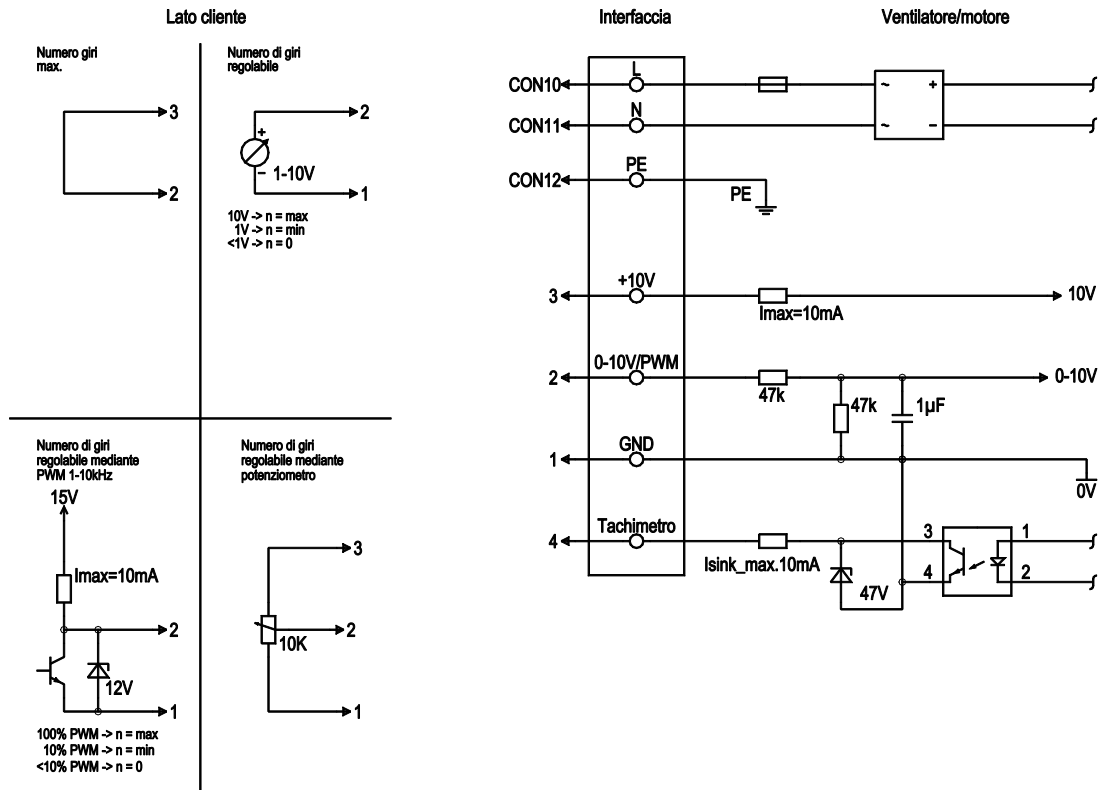 Lato cliente
Interfaccia
Ventilatore/motore
Numero giri
max.
3
2
Numero di giri
regolabile
2
+
− 1-10V
1
10V -> n = max
1V -> n = min
<1V -> n = 0
Numero di giri
regolabile mediante
PWM 1-10kHz
15V
Imax=10mA
2
12V
1
100% PWM -> n = max
10% PWM -> n = min
<10% PWM -> n = 0
Numero di giri
regolabile mediante
potenziometro
3
2
10K
1
CON10
L
~ +
CON11
N
~ −
CON12
PE
PE
3
+10V
10V
Imax=10mA
2
0-10V/PWM
0-10V
47k
47k
1µF
1
GND
0V
4
Tachimetro
Isink_max.10mA
47V
3
1
4
2